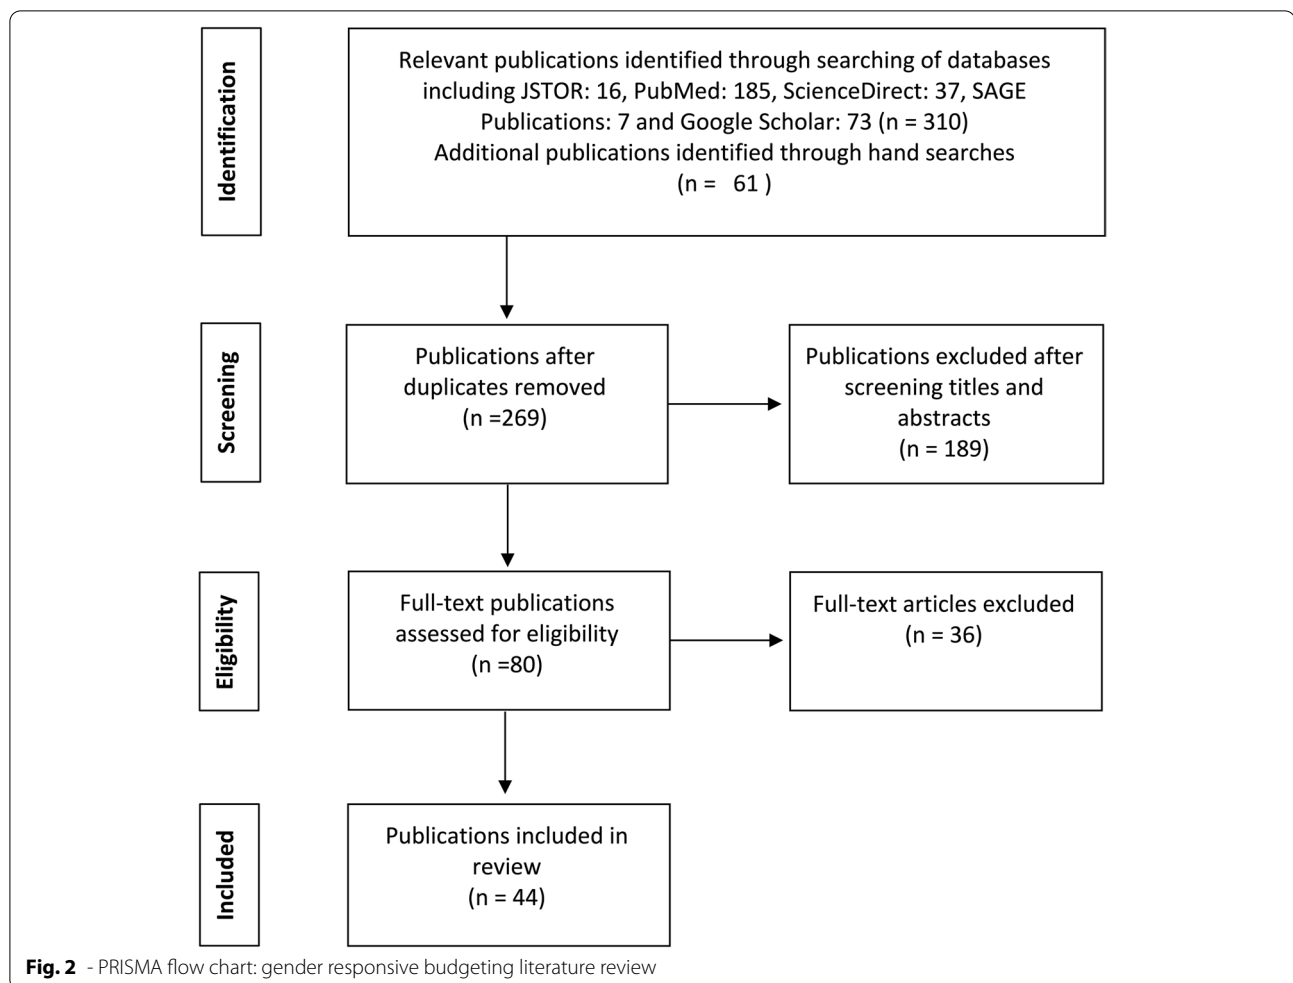 Identification
Relevant publications identified through searching of databases
including JSTOR: 16, PubMed: 185, ScienceDirect: 37, SAGE
Publications: 7 and Google Scholar: 73 (n = 310)
Additional publications identified through hand searches
(n = 61 )
Screening
Publications after
duplicates removed
(n =269)
Publications excluded after
screening titles and
abstracts
(n = 189)
Eligibility
Full-text publications
assessed for eligibility
(n =80)
Full-text articles excluded
(n = 36)
Included
Publications included in
review
(n = 44)
Fig. 2 - PRISMA flow chart: gender responsive budgeting literature review